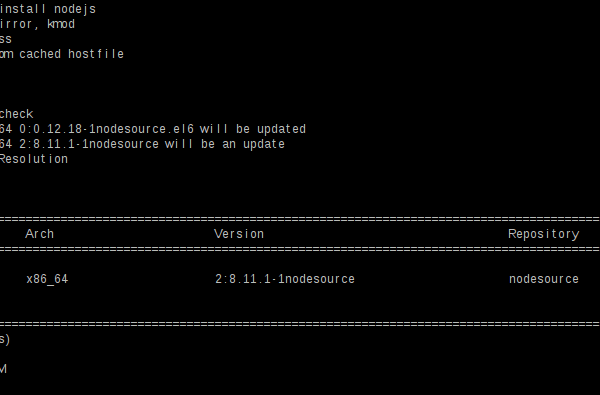 install nodejs
irror, kmod
ss
om cached hostfile
check
64 0:0.12.18-1nodesource.el6 will be updated
64 2:8.11.1-1nodesource will be an update
Resolution
================================================================================
Arch Version Repository
================================================================================
x86_64 2:8.11.1-1nodesource nodesource
================================================================================
s)
M